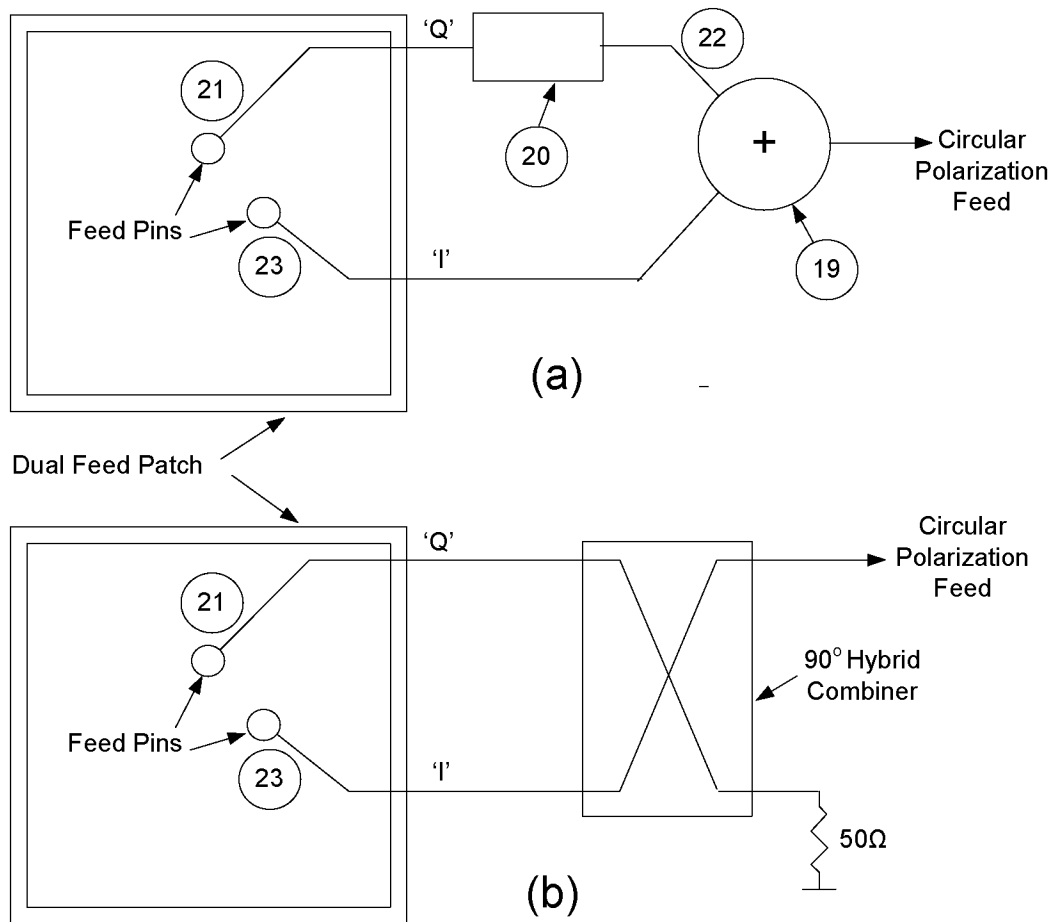 ‘Q’
22
21
+
20
Circular
Polarization
Feed
Feed Pins
23
‘I’
19
(a)
Dual Feed Patch
‘Q’
Circular
Polarization
Feed
21
90° Hybrid
Combiner
Feed Pins
23
‘I’
50Ω
(b)